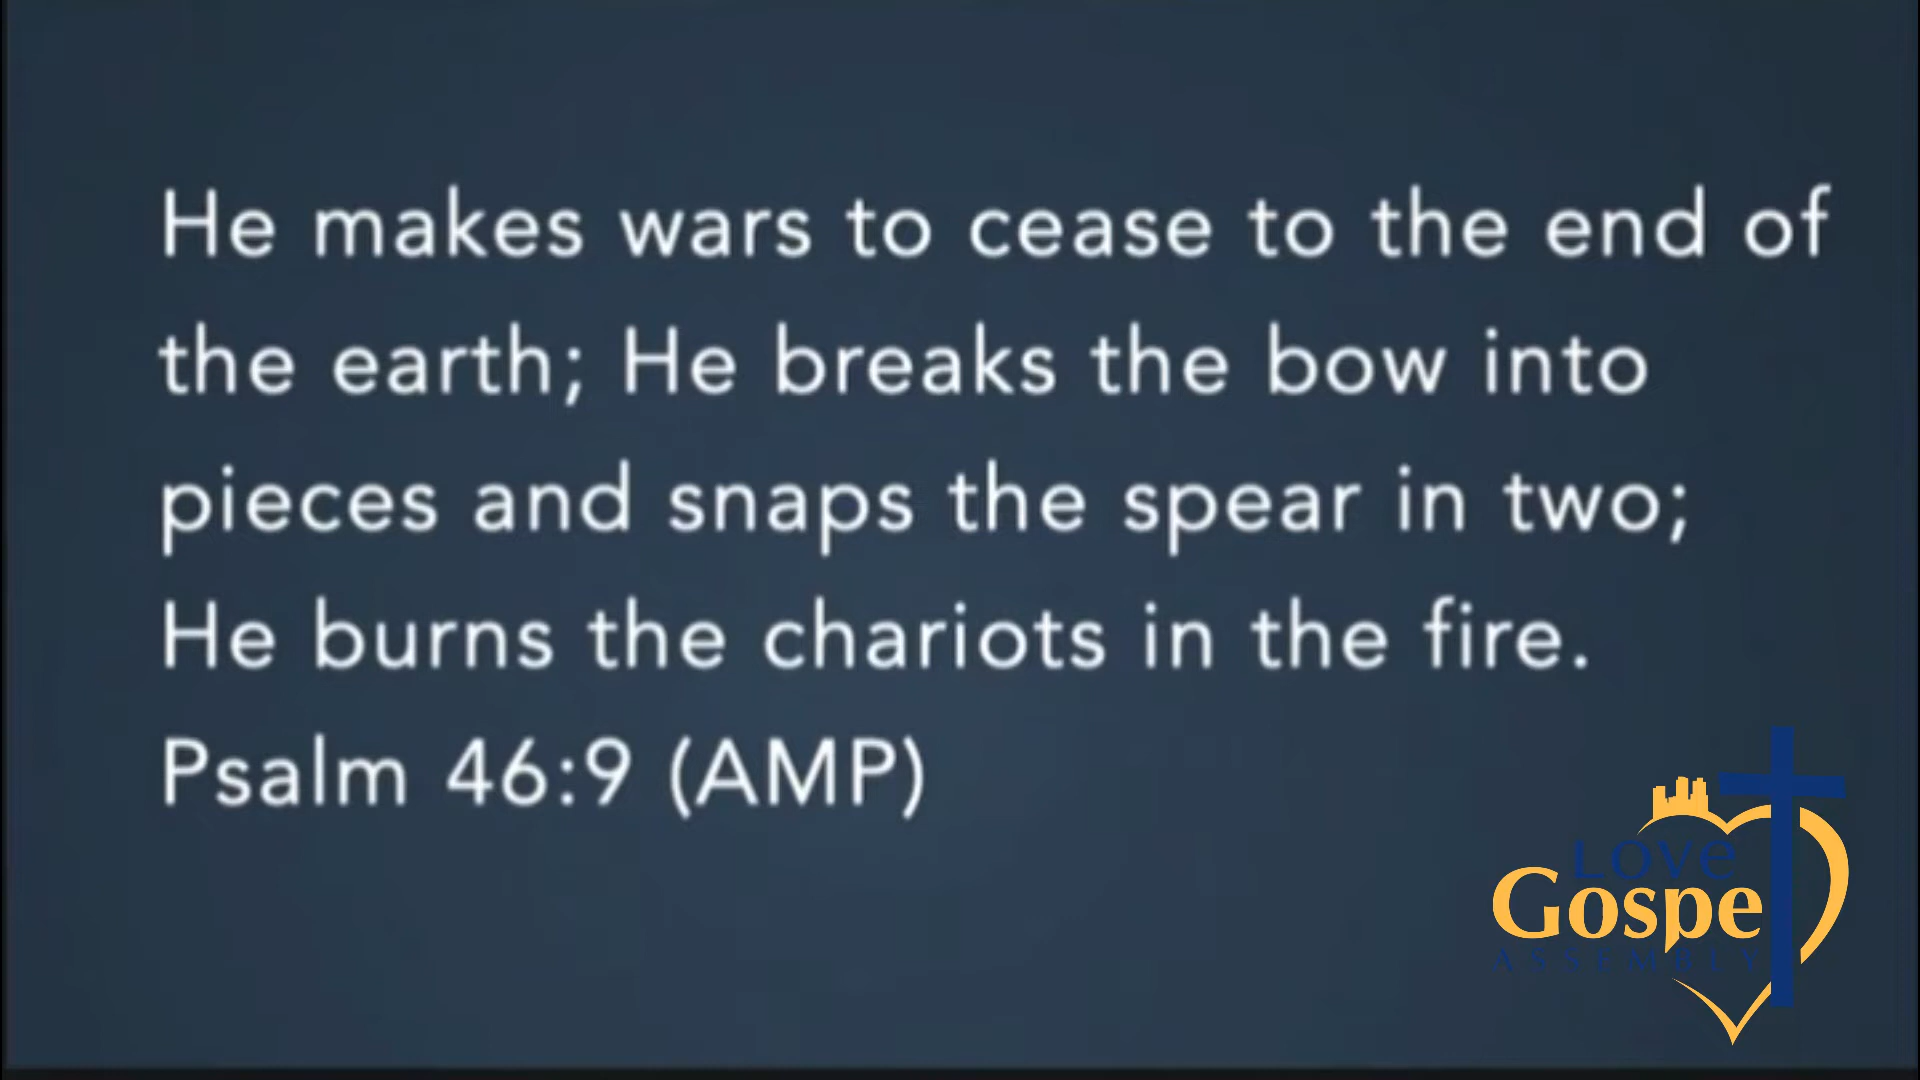 He makes wars to cease to the end of
the earth; He breaks the bow into
pieces and snaps the spear in two;
He burns the chariots in the fire.
Psalm 46:9 (AMP)
LOVE
Gospel
ASSEMBLY